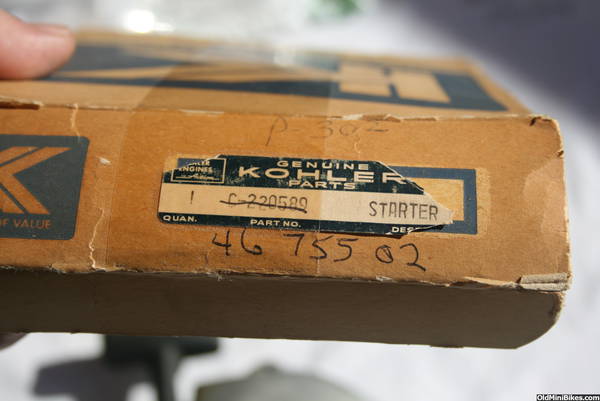 P-30-
KOHLER
ENGINES
GENUINE
KOHLER
PARTS
1 C-220589 STARTER
QUAN. PART NO. DES
46 755 02
K
OF VALUE
H
OldMiniBikes.com